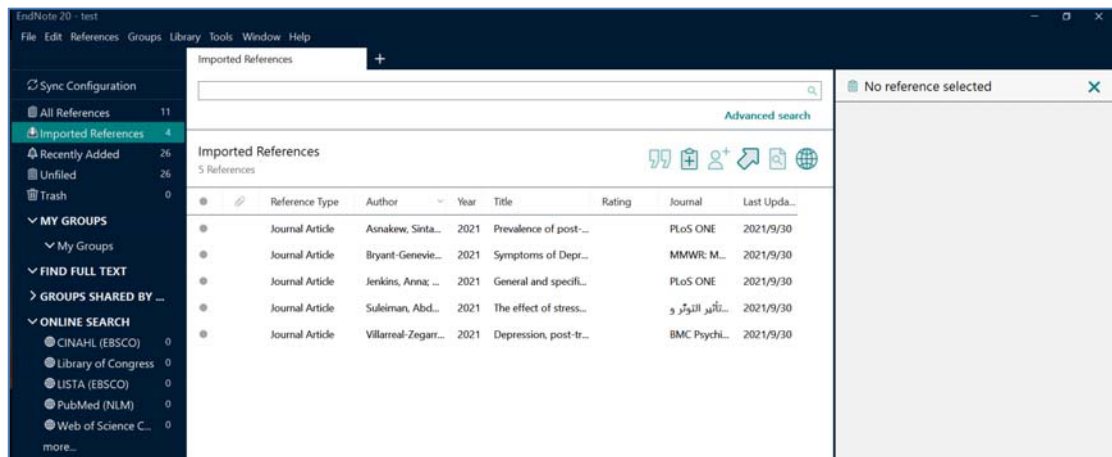 EndNote 20 - test
File Edit References Groups Library Tools Window Help
Imported References
Sync Configuration
All References 11
Imported References 4
Recently Added 26
Unfiled 26
Trash 0
MY GROUPS
My Groups
FIND FULL TEXT
GROUPS SHARED BY ...
ONLINE SEARCH
CINAHL (EBSCO) 0
Library of Congress 0
LISTA (EBSCO) 0
PubMed (NLM) 0
Web of Science C... 0
more...
Advanced search
Imported References
5 References
Reference Type Author Year Title Rating Journal Last Upda...
Journal Article Asnakew, Sinta... 2021 Prevalence of post-... PLoS ONE 2021/9/30
Journal Article Bryant-Genevie... 2021 Symptoms of Depr... MMWR: M... 2021/9/30
Journal Article Jenkins, Anna; ... 2021 General and specifi... PLoS ONE 2021/9/30
Journal Article Suleiman, Abd... 2021 The effect of stress... تأثير التوتّر و... 2021/9/30
Journal Article Villarreal-Zegarr... 2021 Depression, post-tr... BMC Psychi... 2021/9/30
No reference selected